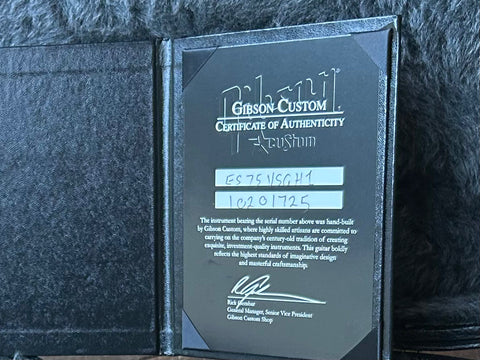 Gibson
GIBSON CUSTOM
CERTIFICATE OF AUTHENTICITY
Custom
ES75VSGH1
10201725
The instrument bearing the serial number above was hand-built
by Gibson Custom, where highly skilled artisans are committed to
carrying on the company's century-old tradition of creating
exquisite, investment-quality instruments. This guitar boldly
reflects the highest standards of imaginative design
and masterful craftsmanship.
Rick Gembar
General Manager, Senior Vice President
Gibson Custom Shop